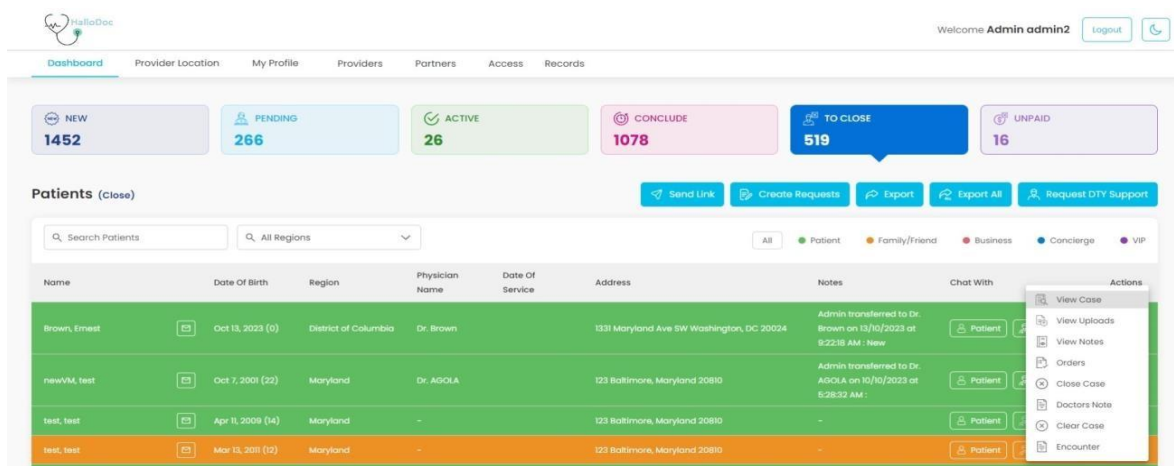 HalloDoc
Welcome Admin admin2 Logout
Dashboard Provider Location My Profile Providers Partners Access Records
NEW PENDING ACTIVE CONCLUDE TO CLOSE UNPAID
1452 266 26 1078 519 16
Patients (Close) Send Link Create Requests Export Export All Request DTY Support
Search Patients All Regions All Patient Family/Friend Business Concierge VIP
Name Date Of Birth Region Physician Name Date Of Service Address Notes Chat With Actions
Brown, Ernest Oct 13, 2023 (0) District of Columbia Dr. Brown 1331 Maryland Ave SW Washington, DC 20024 Admin transferred to Dr. Brown on 13/10/2023 at 9:22:18 AM : New Patient
newVM, test Oct 7, 2001 (22) Maryland Dr. AGOLA 123 Baltimore, Maryland 20810 Admin transferred to Dr. AGOLA on 10/10/2023 at 5:28:32 AM : Patient
test, test Apr 11, 2009 (14) Maryland - 123 Baltimore, Maryland 20810 - Patient
test, test Mar 13, 2011 (12) Maryland - 123 Baltimore, Maryland 20810 - Patient
View Case
View Uploads
View Notes
Orders
Close Case
Doctors Note
Clear Case
Encounter